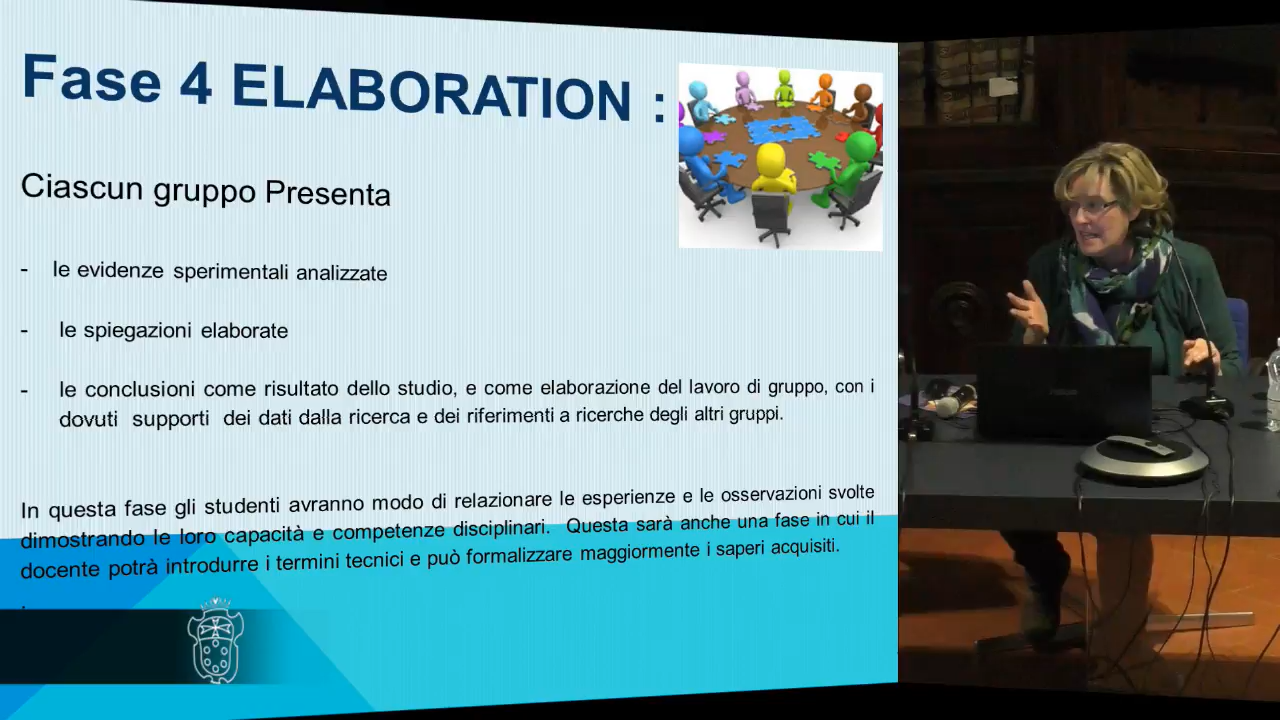 Fase 4 ELABORATION :
Ciascun gruppo Presenta
- le evidenze sperimentali analizzate
- le spiegazioni elaborate
- le conclusioni come risultato dello studio, e come elaborazione del lavoro di gruppo, con i
dovuti supporti dei dati dalla ricerca e dei riferimenti a ricerche degli altri gruppi.
In questa fase gli studenti avranno modo di relazionare le esperienze e le osservazioni svolte
dimostrando le loro capacità e competenze disciplinari. Questa sarà anche una fase in cui il
docente potrà introdurre i termini tecnici e può formalizzare maggiormente i saperi acquisiti.
.